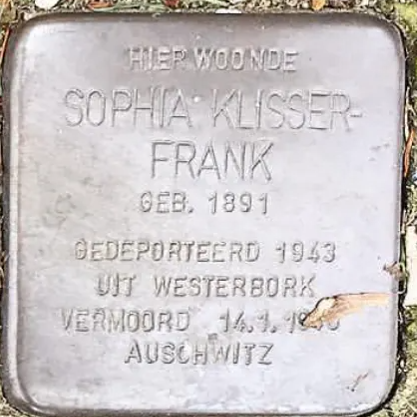 HIER WOONDE
SOPHIA KLISSER-
FRANK
GEB. 1891
GEDEPORTEERD 1943
UIT WESTERBORK
VERMOORD 14.1.
AUSCHWITZ